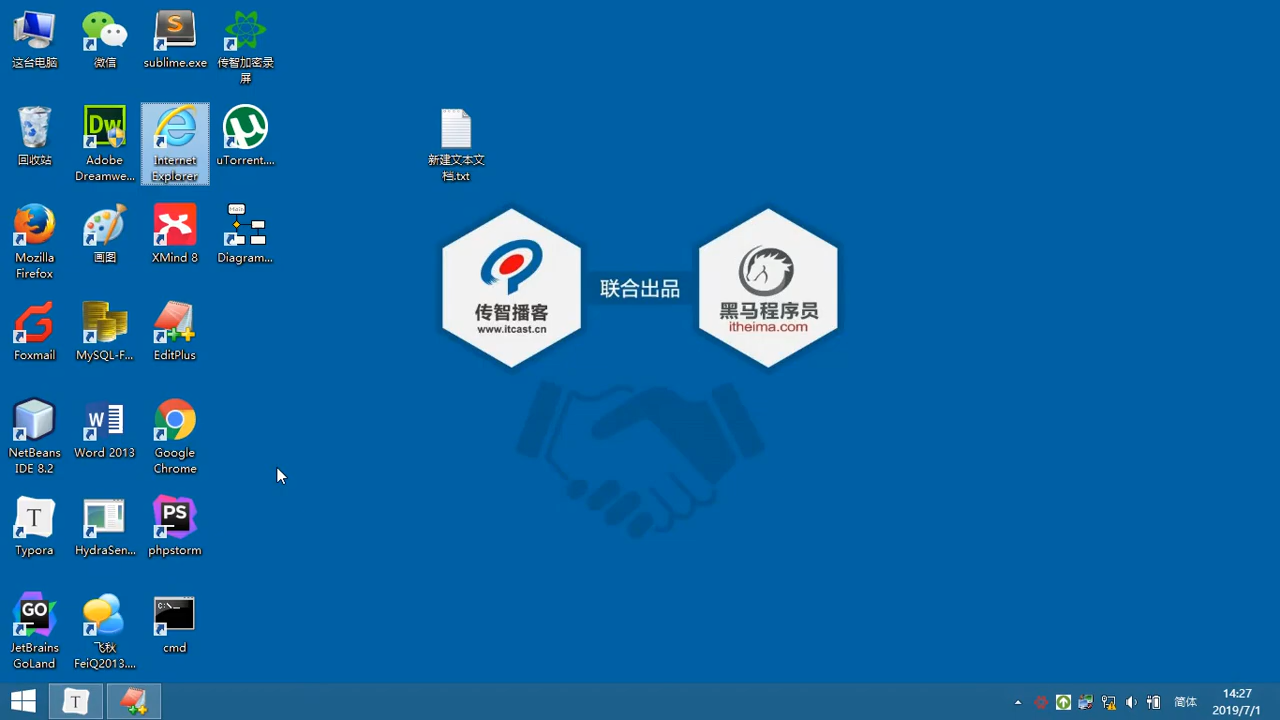 这台电脑
微信
sublime.exe
传智加密录
屏
回收站
Adobe
Dreamwe...
Internet
Explorer
uTorrent....
新建文本文
档.txt
Mozilla
Firefox
画图
XMind 8
Main
Diagram...
传智播客
www.itcast.cn
联合出品
黑马程序员
itheima.com
Foxmail
MySQL-F...
EditPlus
NetBeans
IDE 8.2
Word 2013
Google
Chrome
Typora
HydraSen...
phpstorm
JetBrains
GoLand
飞秋
FeiQ2013....
cmd
简体
14:27
2019/7/1